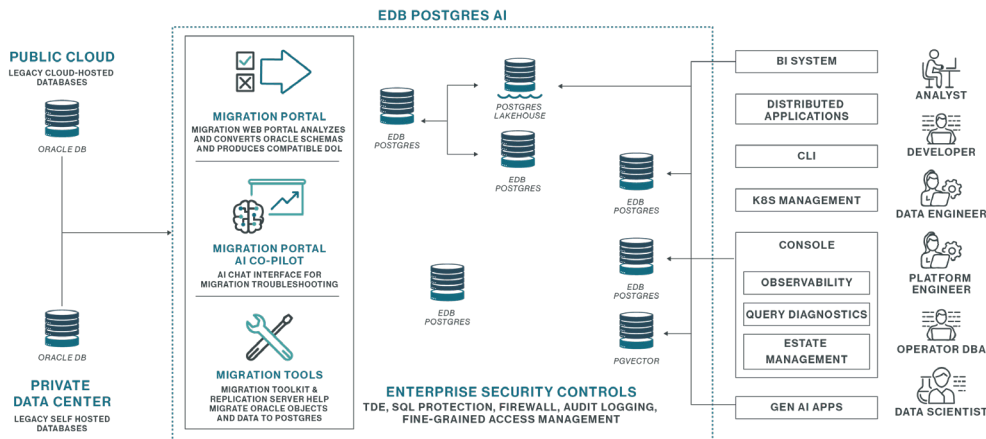 EDB POSTGRES AI
PUBLIC CLOUD
LEGACY CLOUD-HOSTED
DATABASES
ORACLE DB
ORACLE DB
PRIVATE
DATA CENTER
LEGACY SELF HOSTED
DATABASES
MIGRATION PORTAL
MIGRATION WEB PORTAL ANALYZES
AND CONVERTS ORACLE SCHEMAS
AND PRODUCES COMPATIBLE DOL
MIGRATION PORTAL
AI CO-PILOT
AI CHAT INTERFACE FOR
MIGRATION TROUBLESHOOTING
MIGRATION TOOLS
MIGRATION TOOLKIT &
REPLICATION SERVER HELP
MIGRATE ORACLE OBJECTS
AND DATA TO POSTGRES
EDB
POSTGRES
POSTGRES
LAKEHOUSE
EDB
POSTGRES
EDB
POSTGRES
EDB
POSTGRES
EDB
POSTGRES
PGVECTOR
ENTERPRISE SECURITY CONTROLS
TDE, SQL PROTECTION, FIREWALL, AUDIT LOGGING,
FINE-GRAINED ACCESS MANAGEMENT
BI SYSTEM
DISTRIBUTED
APPLICATIONS
CLI
K8S MANAGEMENT
CONSOLE
OBSERVABILITY
QUERY DIAGNOSTICS
ESTATE
MANAGEMENT
GEN AI APPS
ANALYST
DEVELOPER
DATA ENGINEER
PLATFORM
ENGINEER
OPERATOR DBA
DATA SCIENTIST